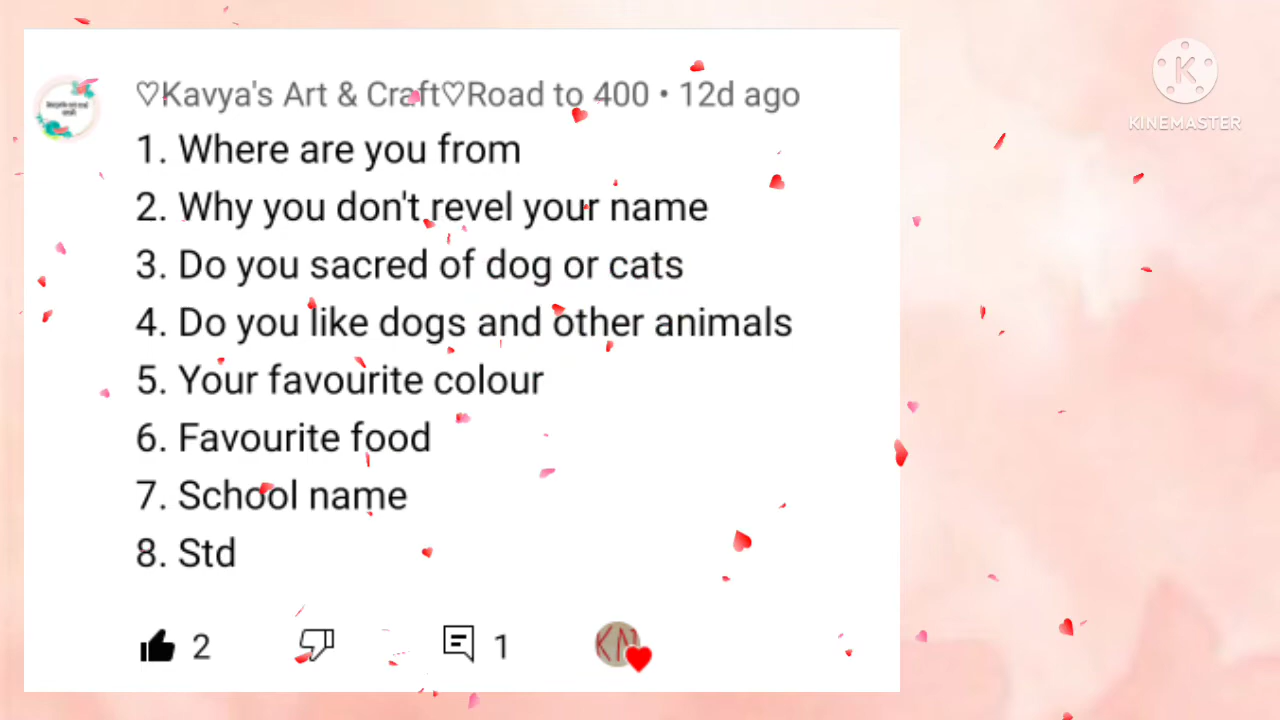 ♡Kavya's Art & Craft♡Road to 400 • 12d ago
1. Where are you from
2. Why you don't revel your name
3. Do you sacred of dog or cats
4. Do you like dogs and other animals
5. Your favourite colour
6. Favourite food
7. School name
8. Std
2 1
K
KINEMASTER